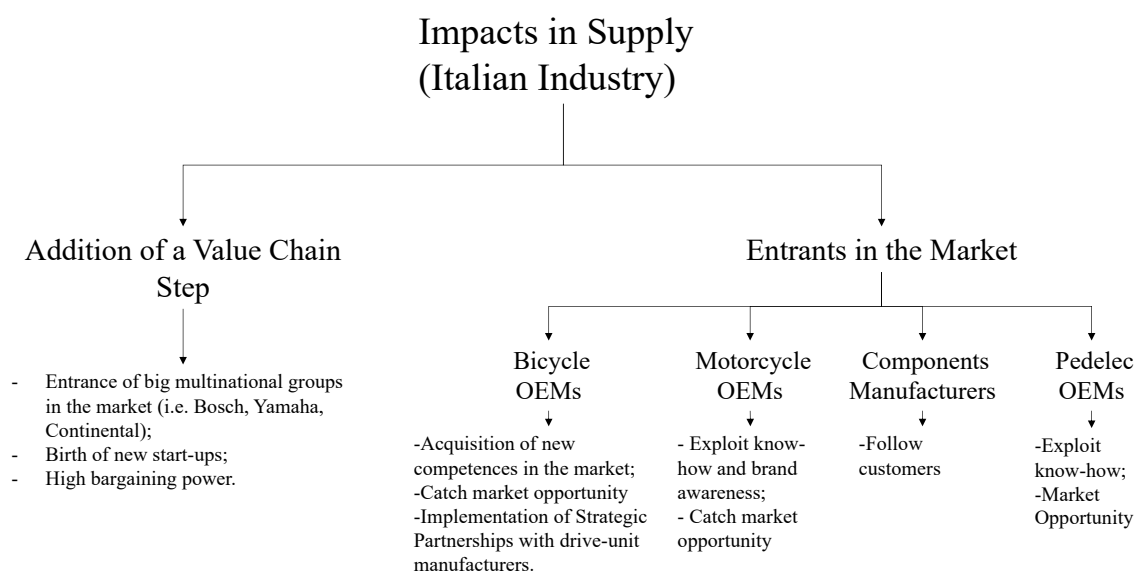 Impacts in Supply
(Italian Industry)
Addition of a Value Chain
Step
- Entrance of big multinational groups
in the market (i.e. Bosch, Yamaha,
Continental);
- Birth of new start-ups;
- High bargaining power.
Entrants in the Market
Bicycle
OEMs
-Acquisition of new
competences in the market;
-Catch market opportunity
-Implementation of Strategic
Partnerships with drive-unit
manufacturers.
Motorcycle
OEMs
- Exploit know-
how and brand
awareness;
- Catch market
opportunity
Components
Manufacturers
-Follow
customers
Pedelec
OEMs
-Exploit
know-how;
-Market
Opportunity